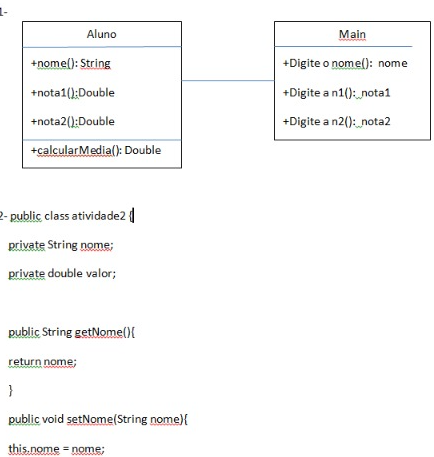 1-
Aluno
+nome(): String
+nota1():Double
+nota2():Double
+calcularMedia(): Double
Main
+Digite o nome(): nome
+Digite a n1():_nota1
+Digite a n2():_nota2
2- public class atividade2 {
private String nome;
private double valor;
public String getNome(){
return nome;
}
public void setNome(String nome){
this.nome = nome;